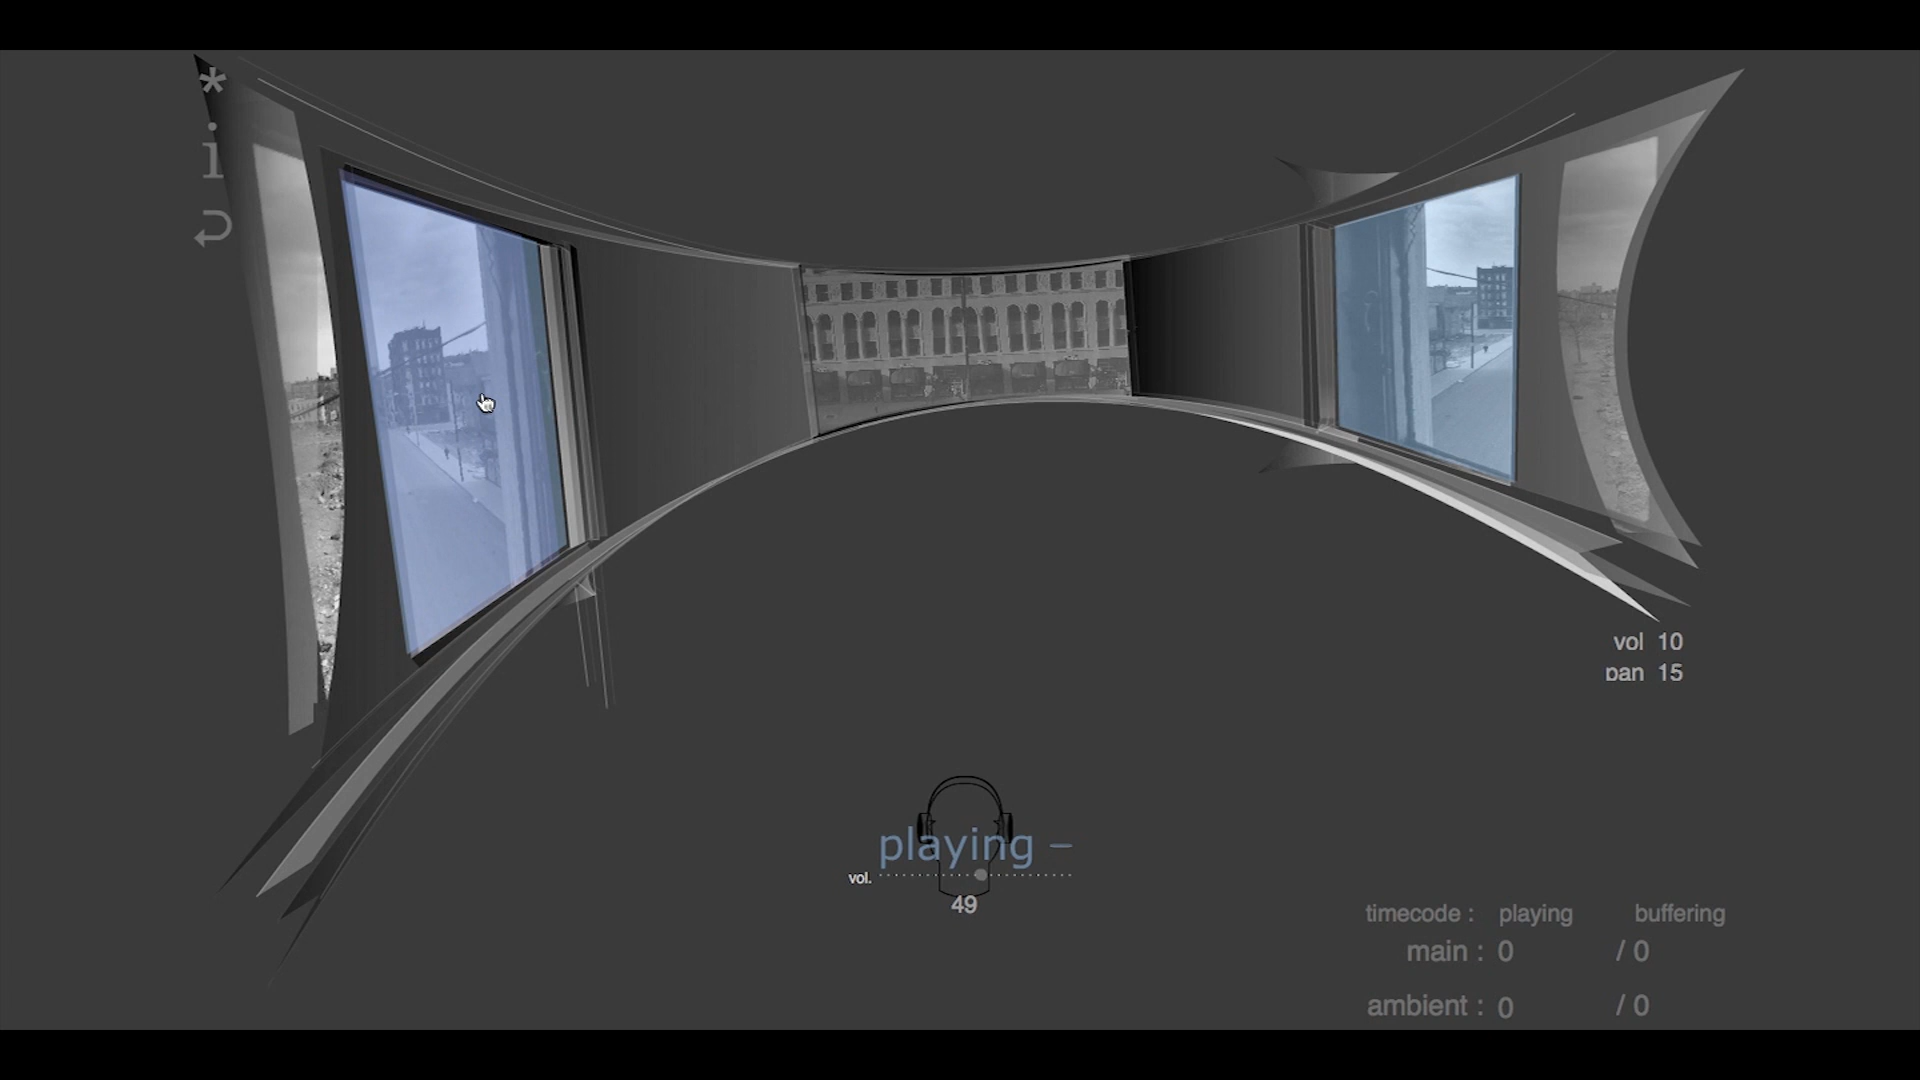 *
i
vol 10
pan 15
playing –
vol.
49
timecode : playing buffering
main : 0 / 0
ambient : 0 / 0